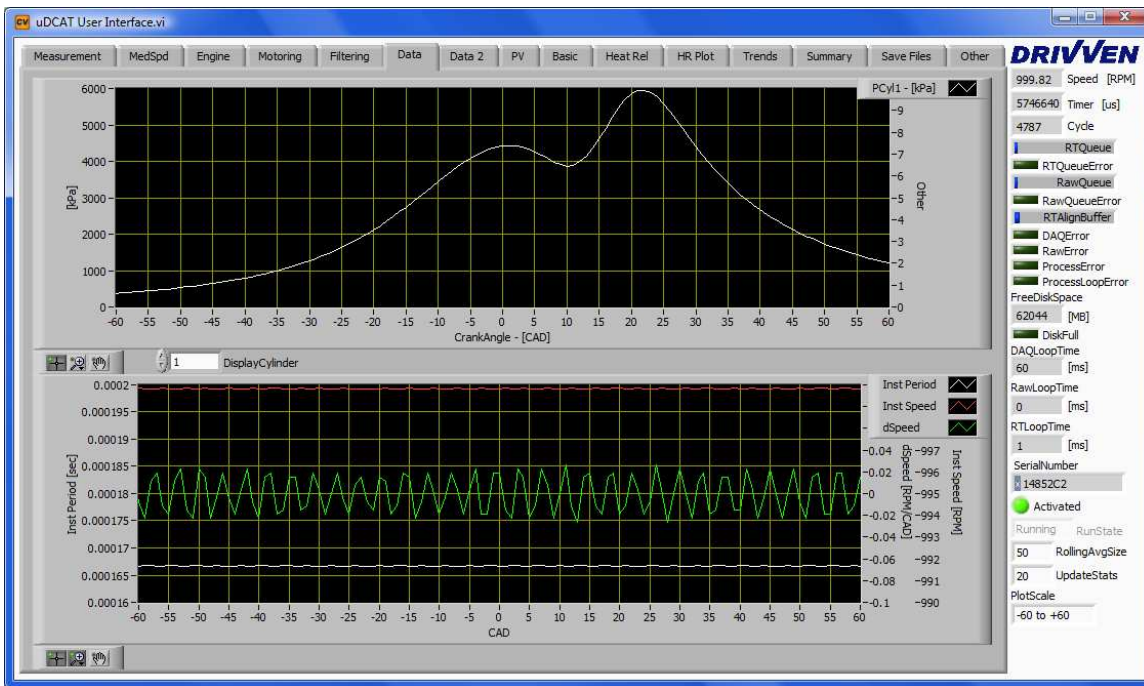 uDCAT User Interface.vi
Measurement MedSpd Engine Motoring Filtering Data Data 2 PV Basic Heat Rel HR Plot Trends Summary Save Files Other
DRIVVEN
PCyl1 - [kPa]
6000
5000
4000
3000
2000
1000
0
[kPa]
-9
-8
-7
-6
-5
-4
-3
-2
-1
-0
Other
-60 -55 -50 -45 -40 -35 -30 -25 -20 -15 -10 -5 0 5 10 15 20 25 30 35 40 45 50 55 60
CrankAngle - [CAD]
1 DisplayCylinder
0.0002
0.000195
0.00019
0.000185
0.00018
0.000175
0.00017
0.000165
0.00016
Inst Period [sec]
Inst Period
Inst Speed
dSpeed
-0.04
-0.02
-0
-0.02
-0.04
-0.06
-0.08
-0.1
dSpeed [RPM/CAD]
-997
-996
-995
-994
-993
-992
-991
-990
Inst Speed [RPM]
-60 -55 -50 -45 -40 -35 -30 -25 -20 -15 -10 -5 0 5 10 15 20 25 30 35 40 45 50 55 60
CAD
999.82 Speed [RPM]
5746640 Timer [us]
4787 Cycle
RTQueue
RTQueueError
RawQueue
RawQueueError
RTAlignBuffer
DAQError
RawError
ProcessError
ProcessLoopError
FreeDiskSpace
62044 [MB]
DiskFull
DAQLoopTime
60 [ms]
RawLoopTime
0 [ms]
RTLoopTime
1 [ms]
SerialNumber
x 14852C2
Activated
Running RunState
50 RollingAvgSize
20 UpdateStats
PlotScale
-60 to +60